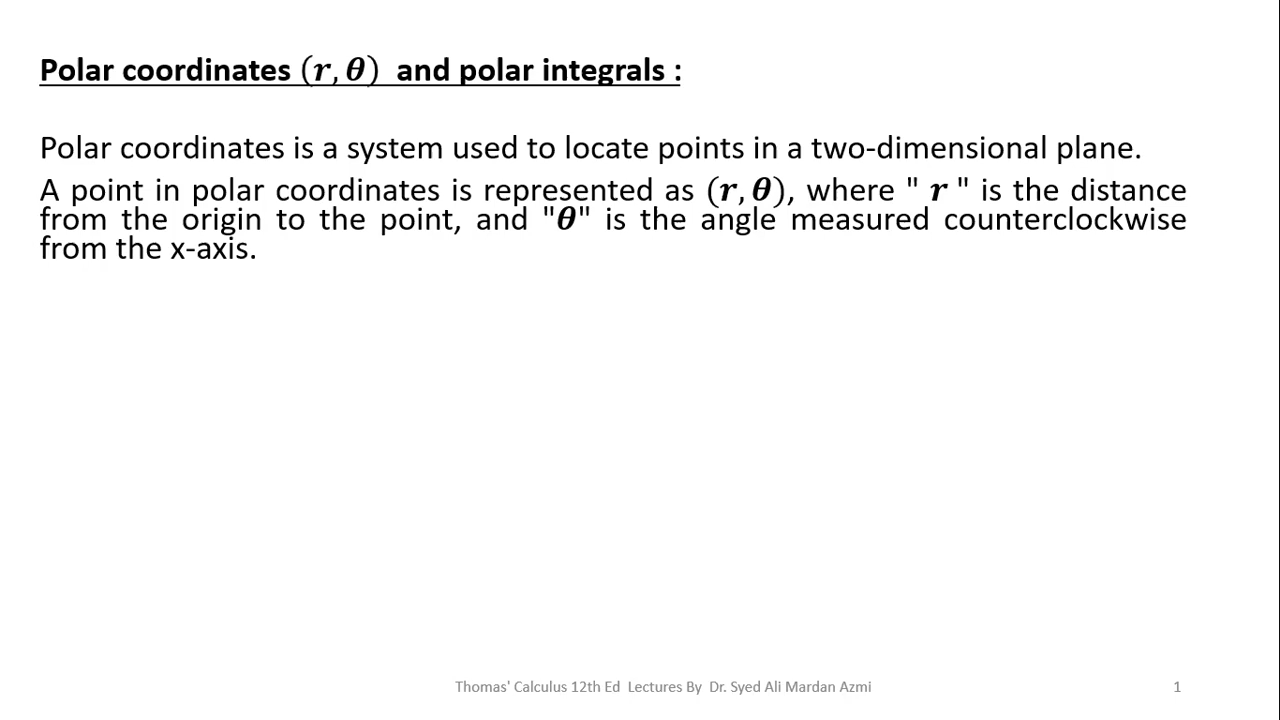 Polar coordinates (r, θ) and polar integrals :
Polar coordinates is a system used to locate points in a two-dimensional plane.
A point in polar coordinates is represented as (r, θ), where " r " is the distance
from the origin to the point, and "θ" is the angle measured counterclockwise
from the x-axis.
Thomas' Calculus 12th Ed Lectures By Dr. Syed Ali Mardan Azmi 1